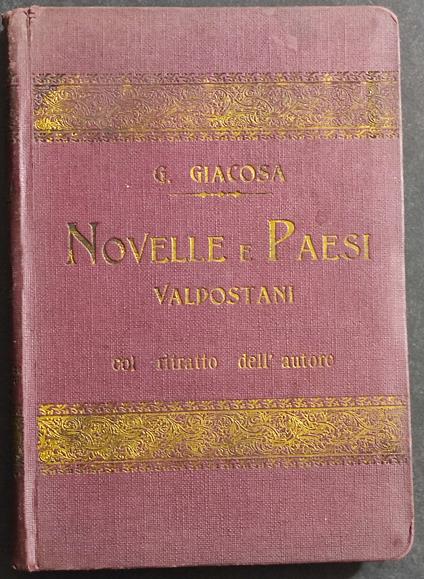 G. GIACOSA
NOVELLE E PAESI
VALDOSTANI
col ritratto dell' autore